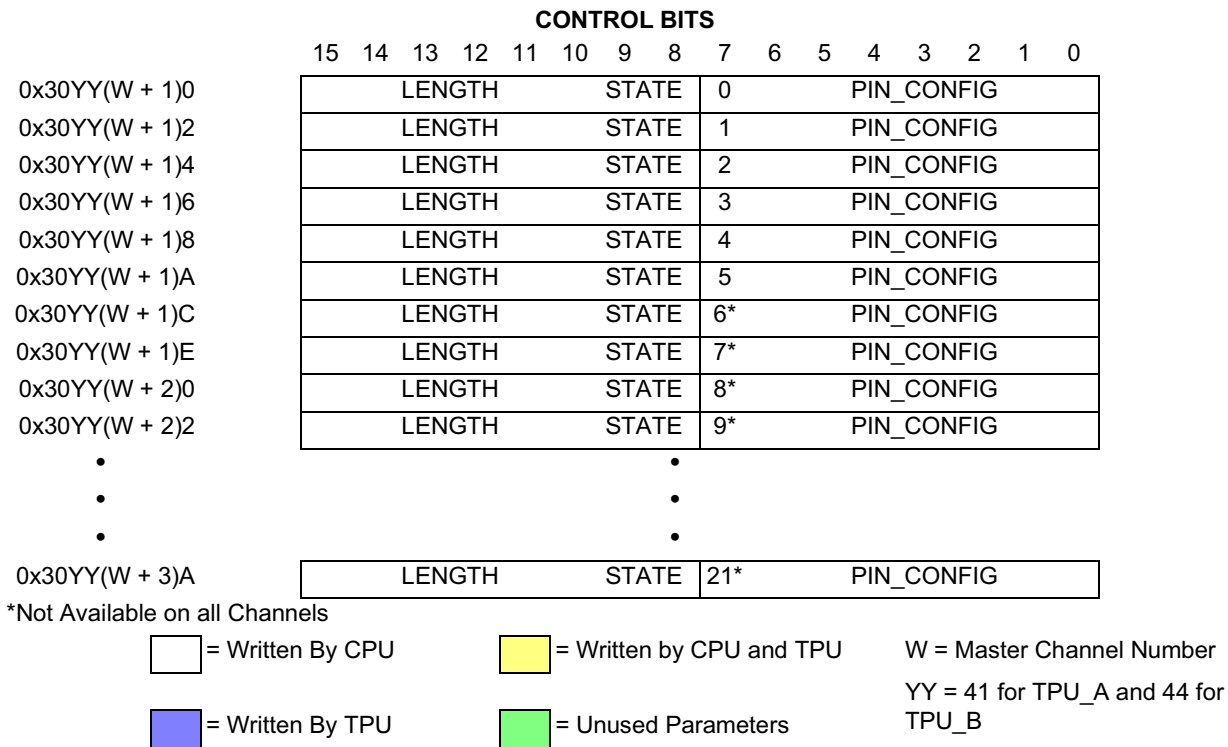 CONTROL BITS
15 14 13 12 11 10 9 8 7 6 5 4 3 2 1 0
0x30YY(W + 1)0 LENGTH STATE 0 PIN_CONFIG
0x30YY(W + 1)2 LENGTH STATE 1 PIN_CONFIG
0x30YY(W + 1)4 LENGTH STATE 2 PIN_CONFIG
0x30YY(W + 1)6 LENGTH STATE 3 PIN_CONFIG
0x30YY(W + 1)8 LENGTH STATE 4 PIN_CONFIG
0x30YY(W + 1)A LENGTH STATE 5 PIN_CONFIG
0x30YY(W + 1)C LENGTH STATE 6* PIN_CONFIG
0x30YY(W + 1)E LENGTH STATE 7* PIN_CONFIG
0x30YY(W + 2)0 LENGTH STATE 8* PIN_CONFIG
0x30YY(W + 2)2 LENGTH STATE 9* PIN_CONFIG
• •
• •
• •
0x30YY(W + 3)A LENGTH STATE 21* PIN_CONFIG
*Not Available on all Channels
= Written By CPU = Written by CPU and TPU W = Master Channel Number
= Written By TPU = Unused Parameters YY = 41 for TPU_A and 44 for
TPU_B